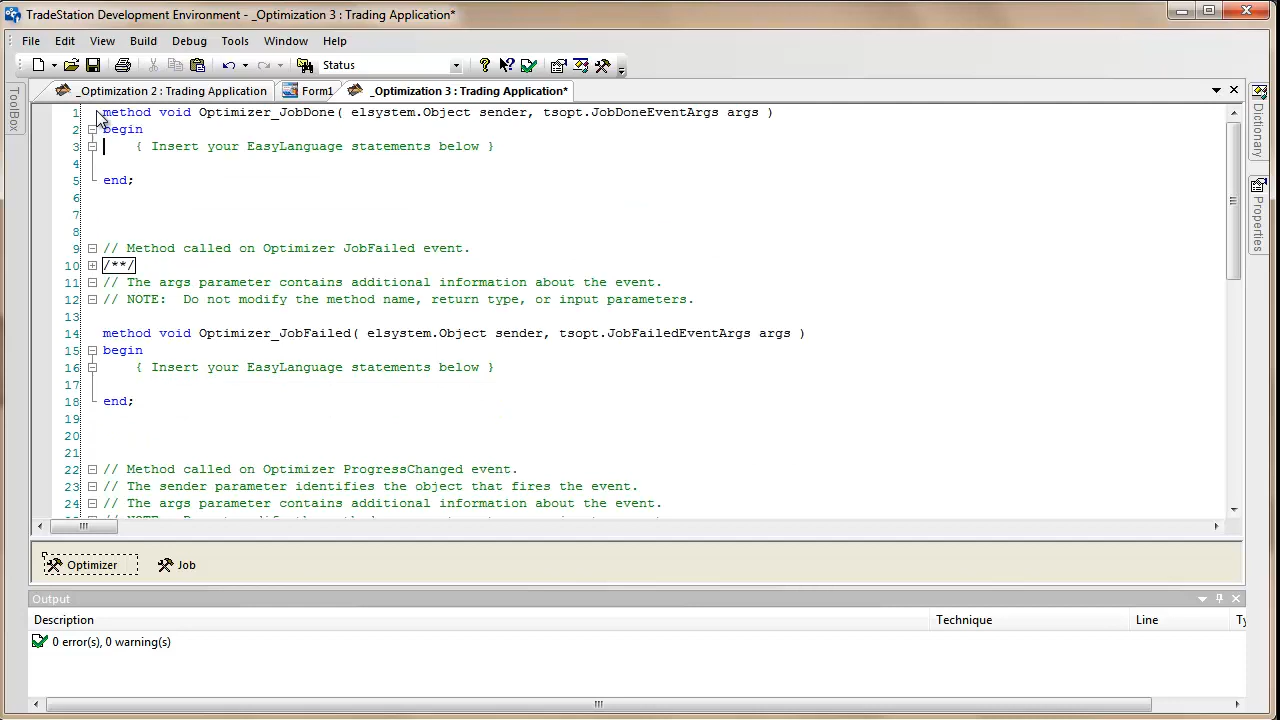 TradeStation Development Environment - _Optimization 3 : Trading Application*
File Edit View Build Debug Tools Window Help
Status
_Optimization 2 : Trading Application Form1 _Optimization 3 : Trading Application*
ToolBox
Dictionary
Properties
1 method void Optimizer_JobDone( elsystem.Object sender, tsopt.JobDoneEventArgs args )
2 begin
3 { Insert your EasyLanguage statements below }
4
5 end;
6
7
8
9 // Method called on Optimizer JobFailed event.
10 /**/
11 // The args parameter contains additional information about the event.
12 // NOTE: Do not modify the method name, return type, or input parameters.
13
14 method void Optimizer_JobFailed( elsystem.Object sender, tsopt.JobFailedEventArgs args )
15 begin
16 { Insert your EasyLanguage statements below }
17
18 end;
19
20
21
22 // Method called on Optimizer ProgressChanged event.
23 // The sender parameter identifies the object that fires the event.
24 // The args parameter contains additional information about the event.
Optimizer Job
Output
Description Technique Line Ty
0 error(s), 0 warning(s)